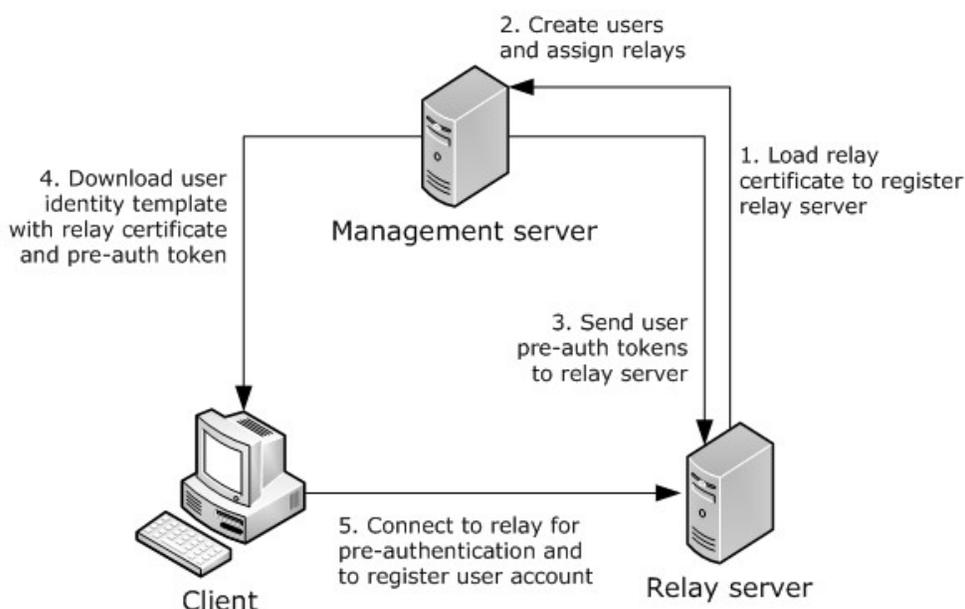 2. Create users
and assign relays
1. Load relay
certificate to register
relay server
4. Download user
identity template
with relay certificate
and pre-auth token
Management server
3. Send user
pre-auth tokens
to relay server
5. Connect to relay for
pre-authentication and
to register user account
Client
Relay server